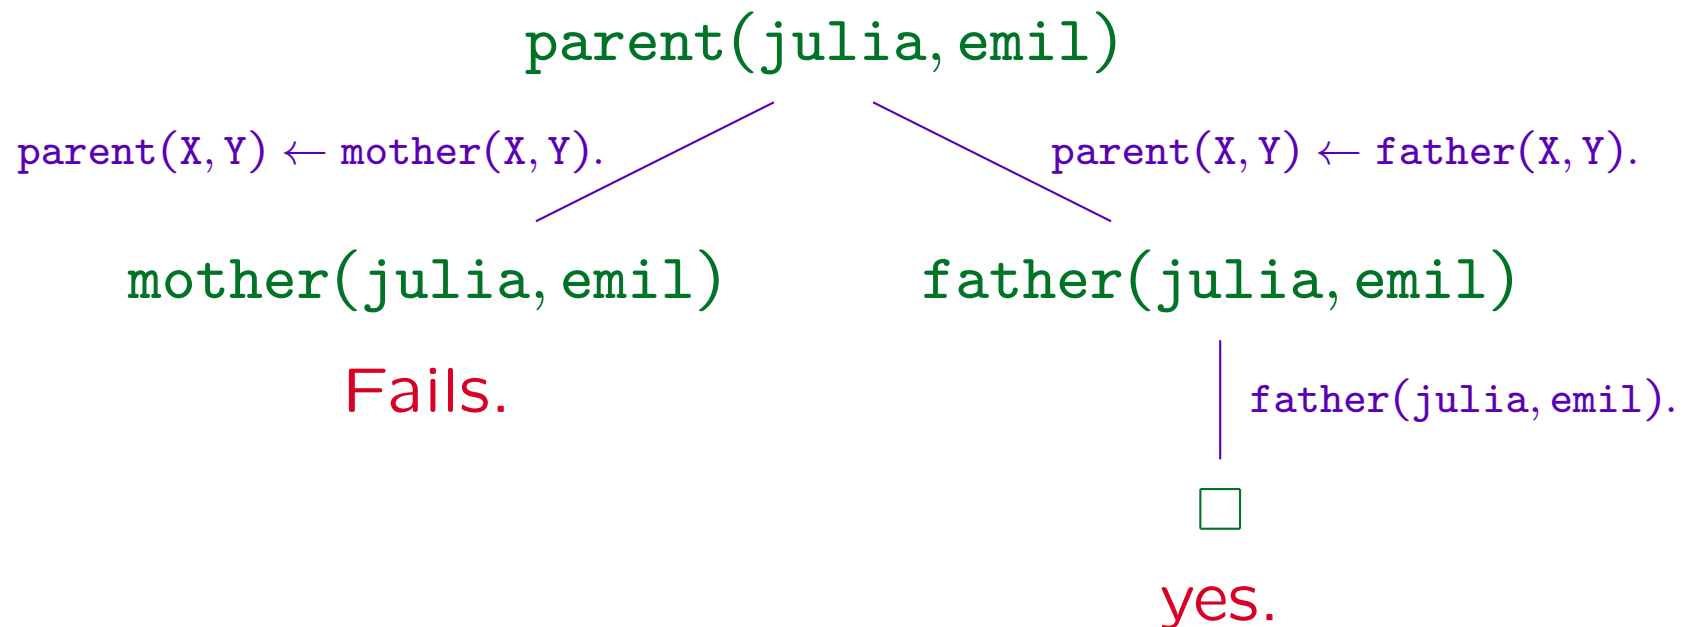 parent(julia, emil)
parent(X, Y) ← mother(X, Y).
parent(X, Y) ← father(X, Y).
mother(julia, emil)
father(julia, emil)
Fails.
father(julia, emil).
yes.